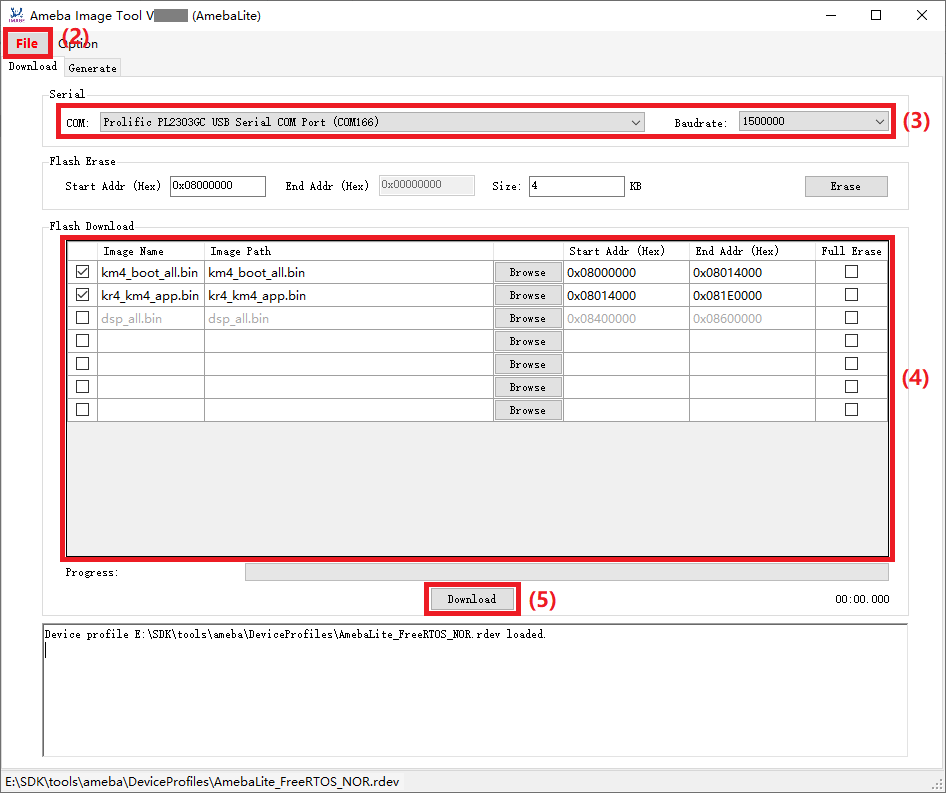 Ameba Image Tool V (AmebaLite)
File Option (2)
Download Generate
Serial
COM: Prolific PL2303GC USB Serial COM Port (COM166) Baudrate: 1500000 (3)
Flash Erase
Start Addr (Hex) 0x08000000 End Addr (Hex) 0x00000000 Size: 4 KB Erase
Flash Download
Image Name Image Path Start Addr (Hex) End Addr (Hex) Full Erase
km4_boot_all.bin km4_boot_all.bin Browse 0x08000000 0x08014000
kr4_km4_app.bin kr4_km4_app.bin Browse 0x08014000 0x081E0000
dsp_all.bin dsp_all.bin Browse 0x08400000 0x08600000
Browse
Browse
(4)
Browse
Browse
Progress:
Download (5) 00:00.000
Device profile E:\SDK\tools\ameba\DeviceProfiles\AmebaLite_FreeRTOS_NOR.rdev loaded.
E:\SDK\tools\ameba\DeviceProfiles\AmebaLite_FreeRTOS_NOR.rdev